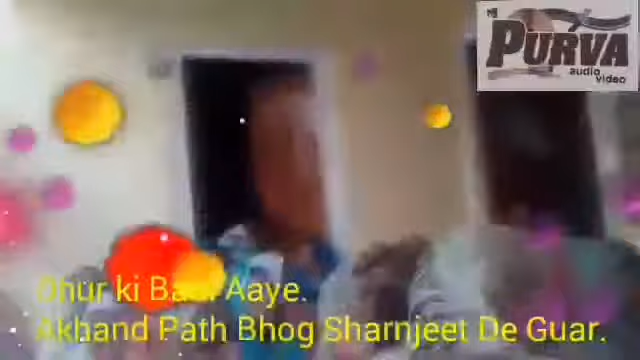 PURVA
audio
video
Dhur ki Aaye.
Akhand Path Bhog Sharnjeet De Guar.